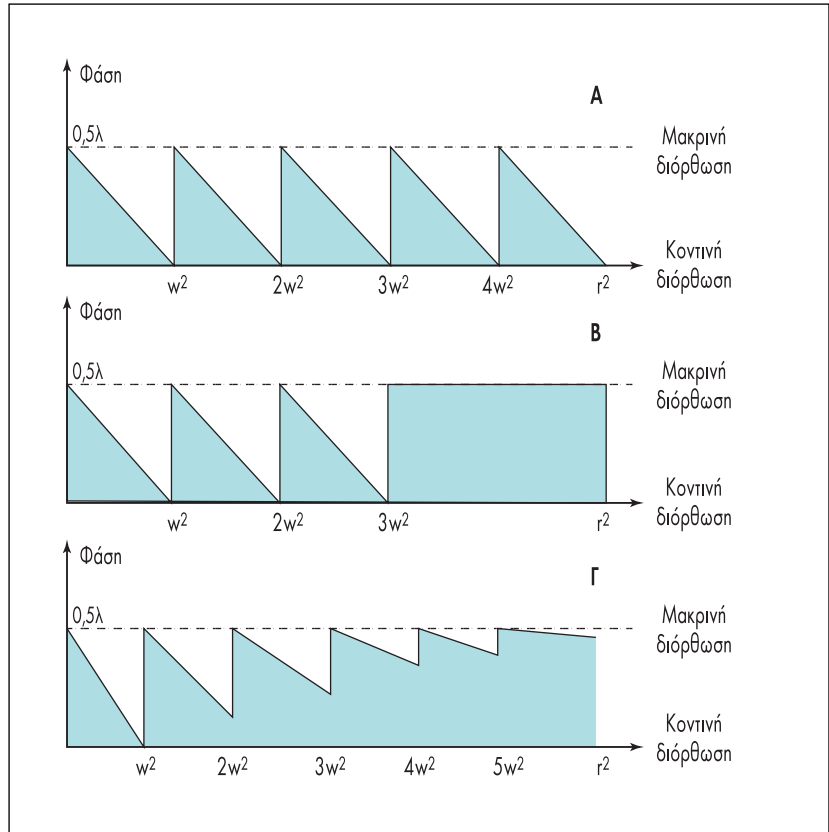 Φάση
Α
0,5λ
Μακρινή
διόρθωση
Κοντινή
διόρθωση
w² 2w² 3w² 4w² r²
Φάση
Β
0,5λ
Μακρινή
διόρθωση
Κοντινή
διόρθωση
w² 2w² 3w² r²
Φάση
Γ
0,5λ
Μακρινή
διόρθωση
Κοντινή
διόρθωση
w² 2w² 3w² 4w² 5w² r²